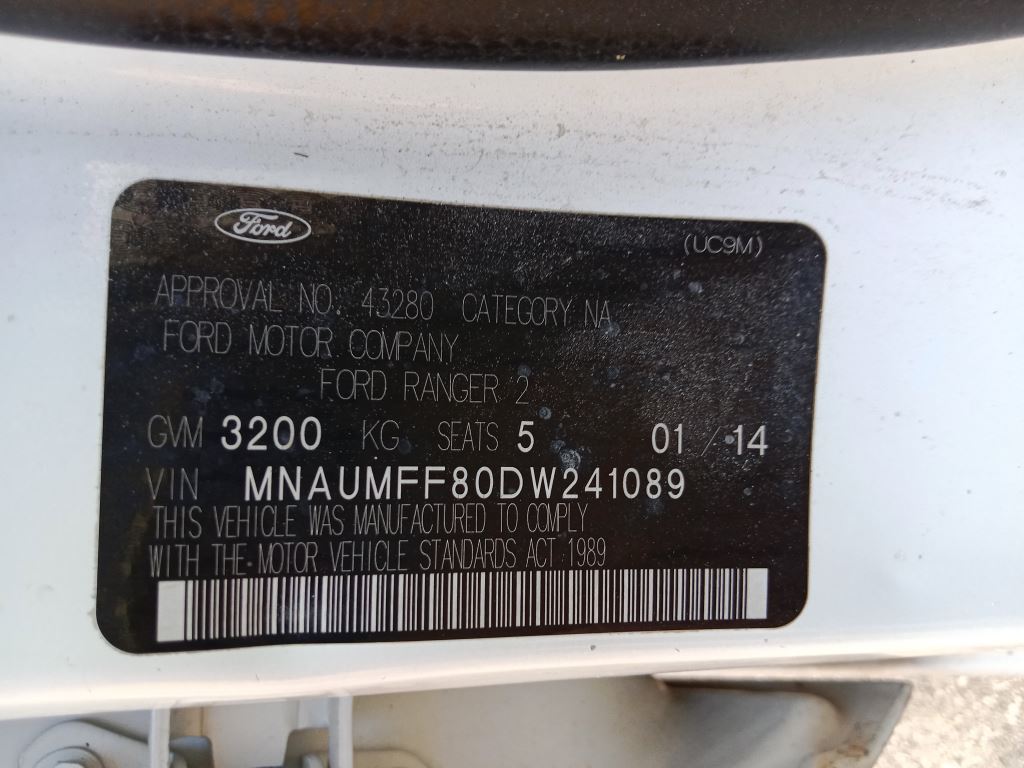 Ford
(UC9M)
APPROVAL NO. 43280 CATEGORY NA
FORD MOTOR COMPANY
FORD RANGER 2
GVM 3200 KG SEATS 5 01 / 14
VIN MNAUMFF80DW241089
THIS VEHICLE WAS MANUFACTURED TO COMPLY
WITH THE MOTOR VEHICLE STANDARDS ACT 1989